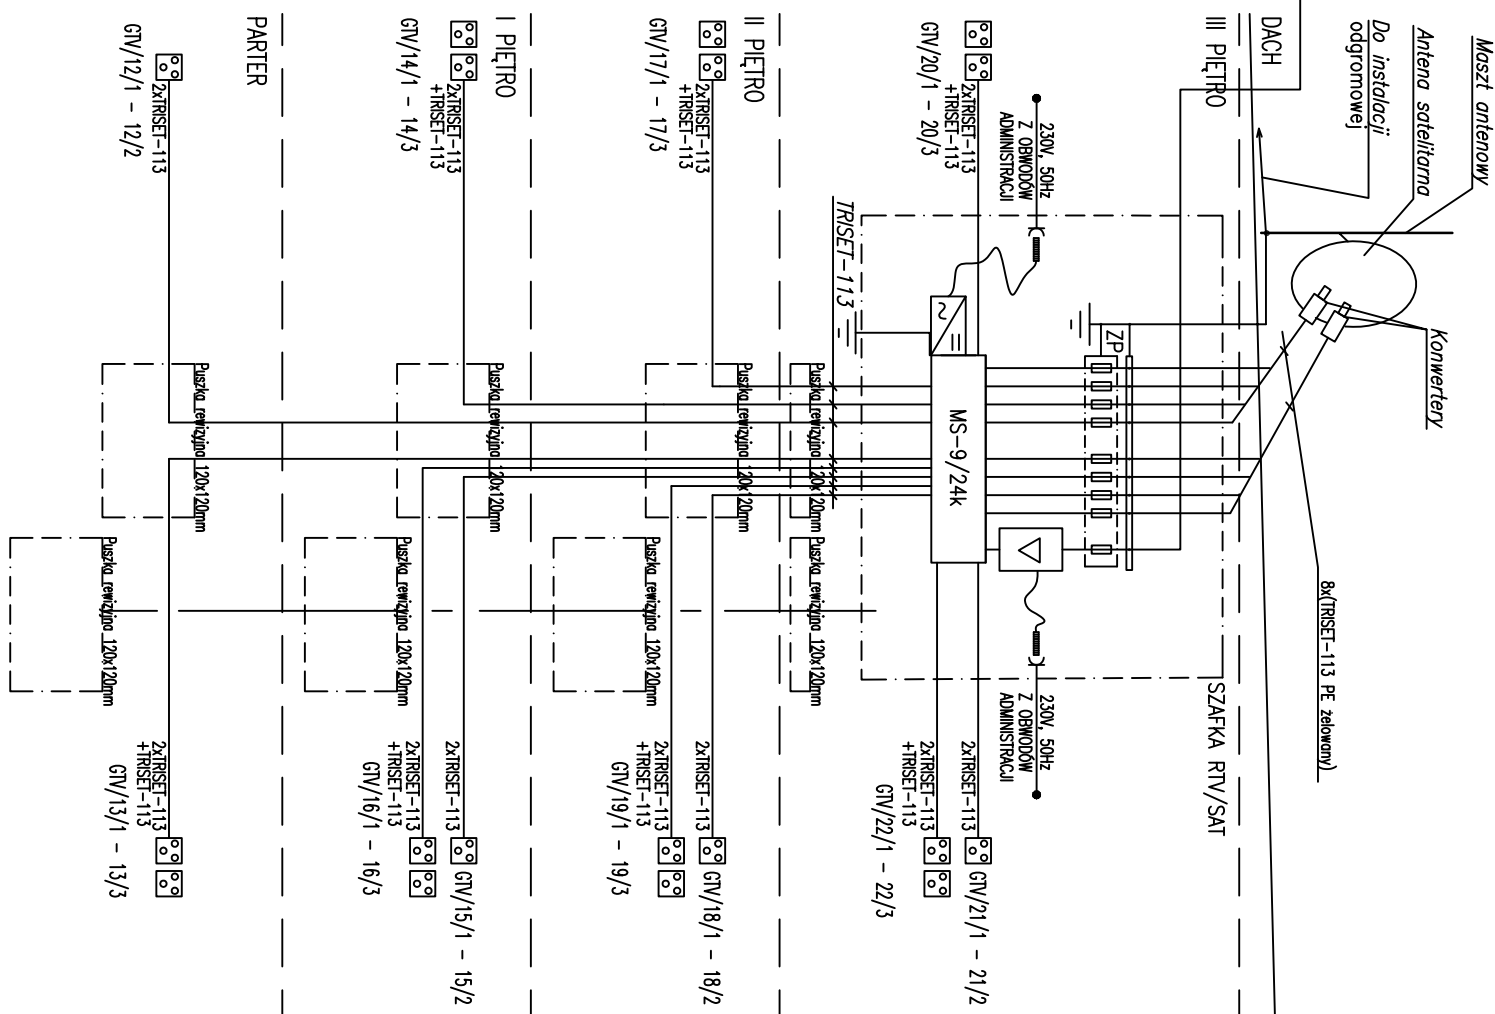 Maszt antenowy
Antena satelitarna
Do instalacji
odgromowej
Konwertery
8x(TRISET-113 PE żelowany)
DACH
III PIĘTRO
SZAFKA RTV/SAT
ZP
230V, 50Hz
Z OBWODÓW
ADMINISTRACJI
230V, 50Hz
Z OBWODÓW
ADMINISTRACJI
MS-9/24k
2xTRISET-113
+TRISET-113
GTV/20/1 - 20/3
2xTRISET-113
GTV/21/1 - 21/2
2xTRISET-113
+TRISET-113
GTV/22/1 - 22/3
TRISET-113
Puszka rewizyjna 120x120mm
Puszka rewizyjna 120x120mm
II PIĘTRO
2xTRISET-113
+TRISET-113
GTV/17/1 - 17/3
Puszka rewizyjna 120x120mm
Puszka rewizyjna 120x120mm
2xTRISET-113
GTV/18/1 - 18/2
2xTRISET-113
+TRISET-113
GTV/19/1 - 19/3
I PIĘTRO
2xTRISET-113
+TRISET-113
GTV/14/1 - 14/3
Puszka rewizyjna 120x120mm
Puszka rewizyjna 120x120mm
2xTRISET-113
GTV/15/1 - 15/2
2xTRISET-113
+TRISET-113
GTV/16/1 - 16/3
PARTER
2xTRISET-113
GTV/12/1 - 12/2
Puszka rewizyjna 120x120mm
Puszka rewizyjna 120x120mm
2xTRISET-113
+TRISET-113
GTV/13/1 - 13/3